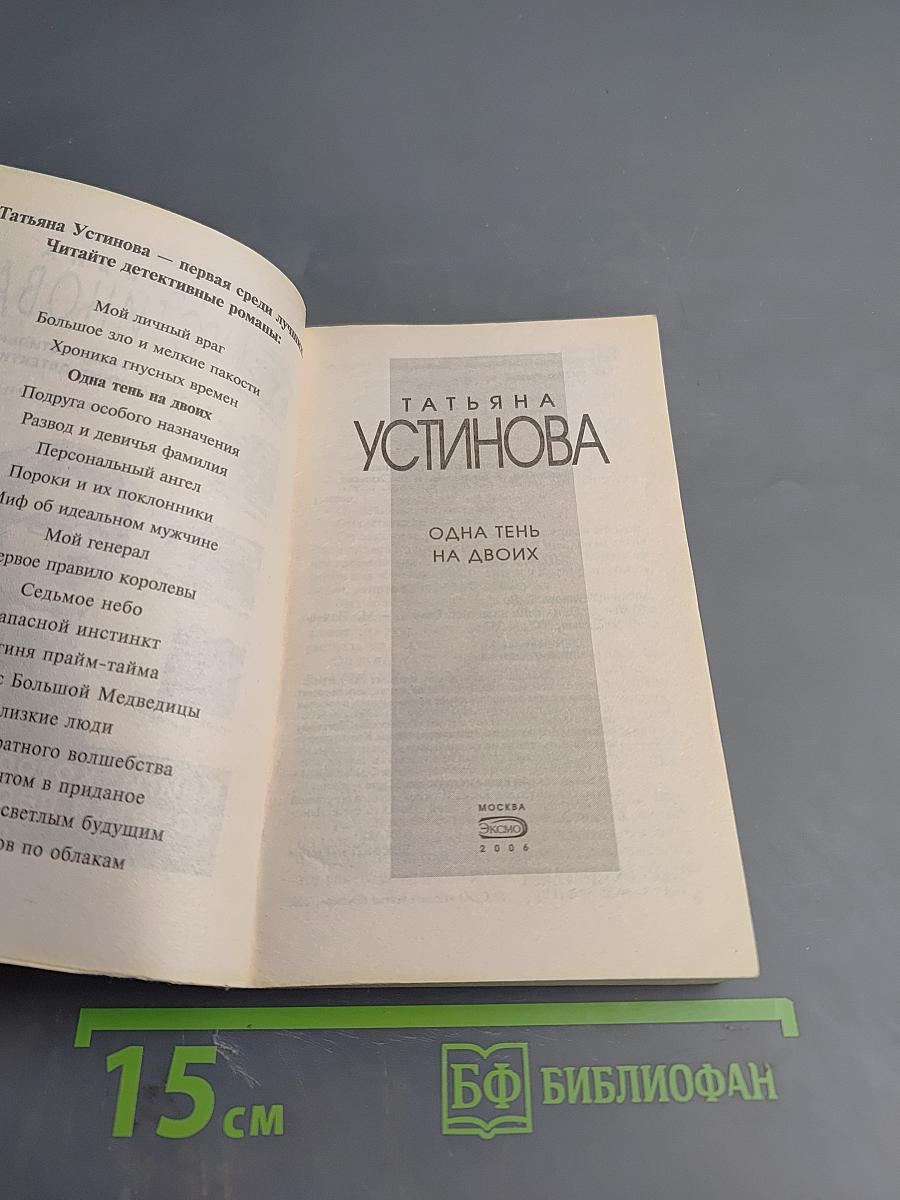 Татьяна Устинова — первая среди
Читайте детективные романы:
Мой личный враг
Большое зло и мелкие пакости
Хроника гнусных времен
Одна тень на двоих
Подруга особого назначения
Развод и девичья фамилия
Персональный ангел
Пороки и их поклонники
Миф об идеальном мужчине
Мой генерал
правило королевы
Седьмое небо
инстинкт
прайм-тайма
с Большой Медведицы
люди
волшебства
в приданое
светлым будущим
по облакам
ТАТЬЯНА
УСТИНОВА
ОДНА ТЕНЬ
НА ДВОИХ
МОСКВА
ЭКСМО
2006
15 см
БФ БИБЛИОФАН